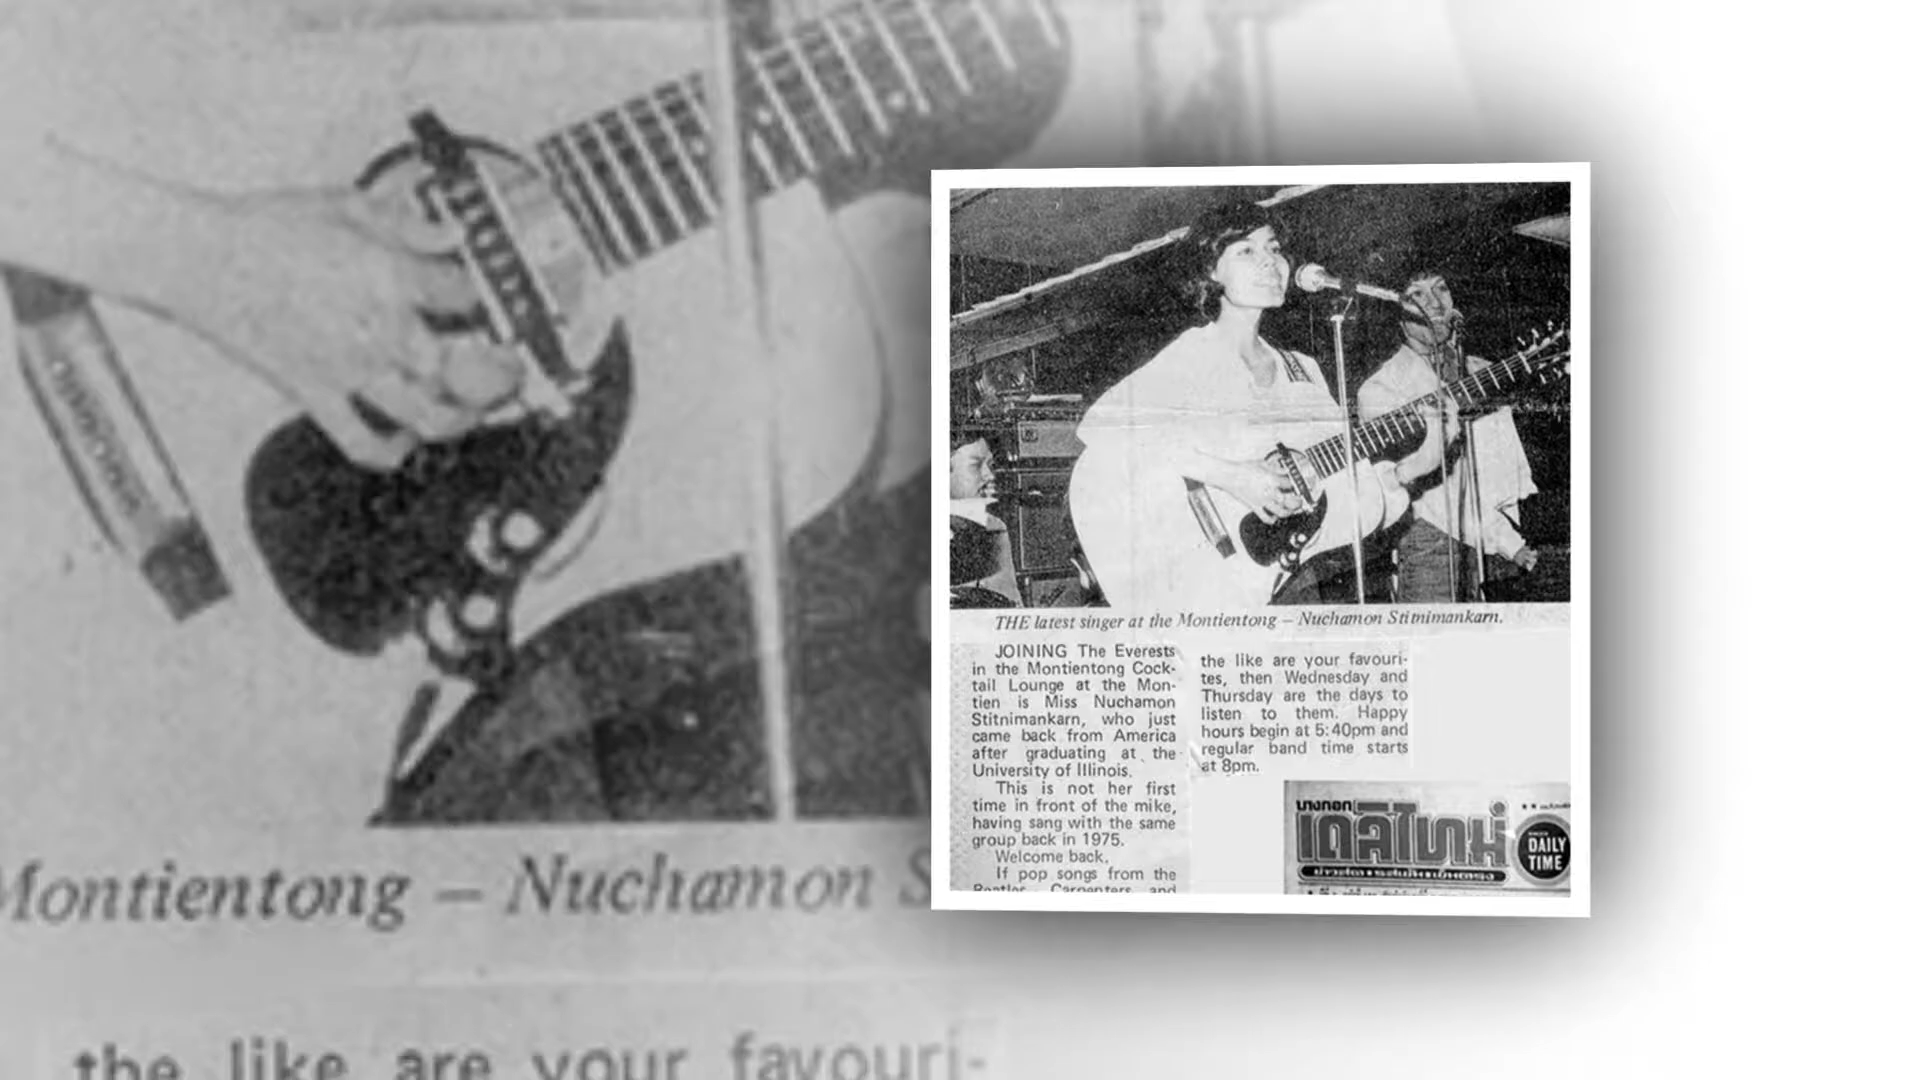 THE latest singer at the Montientong – Nuchamon Stitnimankarn.
JOINING The Everests
in the Montientong Cock-
tail Lounge at the Mon-
tien is Miss Nuchamon
Stitnimankarn, who just
came back from America
after graduating at the
University of Illinois.
This is not her first
time in front of the mike,
having sang with the same
group back in 1975.
Welcome back.
If pop songs from the
Beatles, Carpenters and
the like are your favouri-
tes, then Wednesday and
Thursday are the days to
listen to them. Happy
hours begin at 5:40pm and
regular band time starts
at 8pm.
บางกอก
เดลิไทม์
DAILY
TIME
Montientong – Nuchamon S
the like are your favouri-